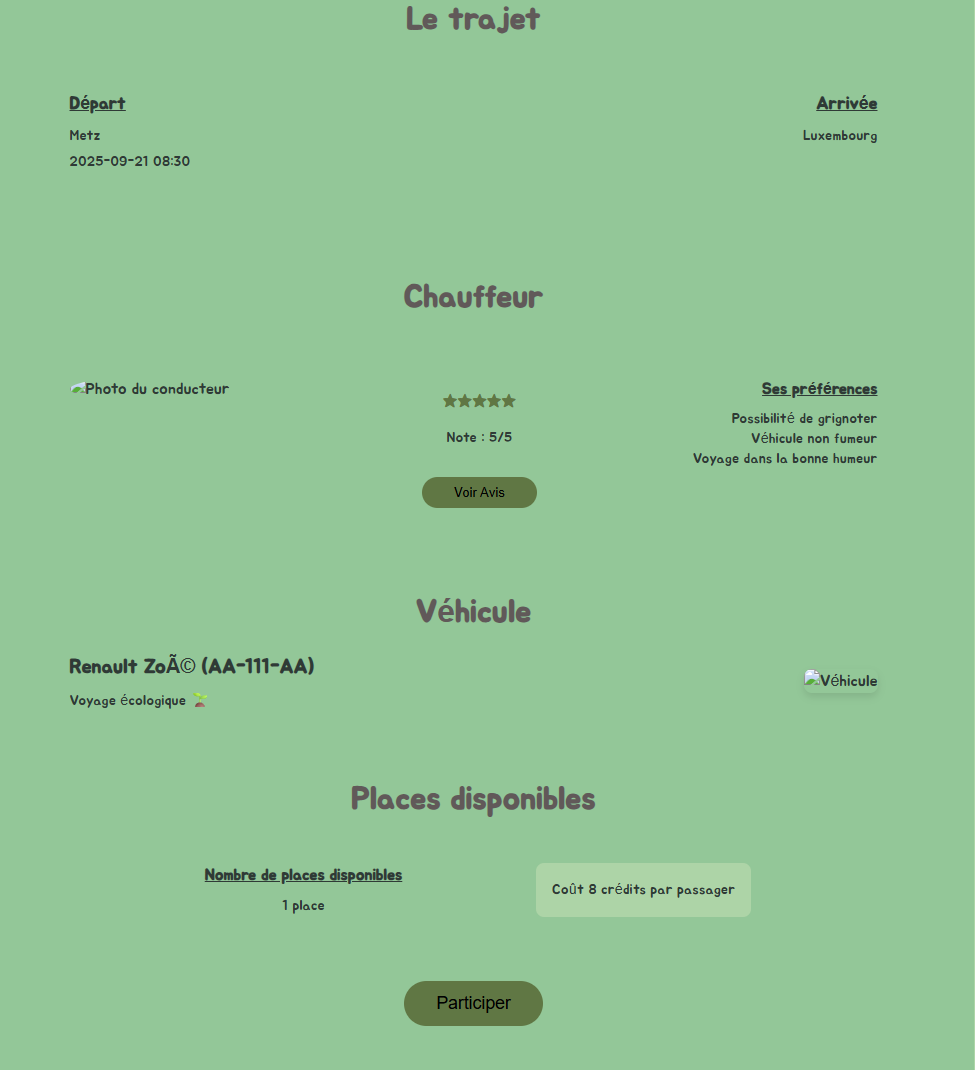 Le trajet
Départ
Arrivée
Metz
Luxembourg
2025-09-21 08:30
Chauffeur
Photo du conducteur
Note : 5/5
Voir Avis
Ses préférences
Possibilité de grignoter
Véhicule non fumeur
Voyage dans la bonne humeur
Véhicule
Renault ZoÃ© (AA-111-AA)
Voyage écologique
Véhicule
Places disponibles
Nombre de places disponibles
1 place
Coût 8 crédits par passager
Participer